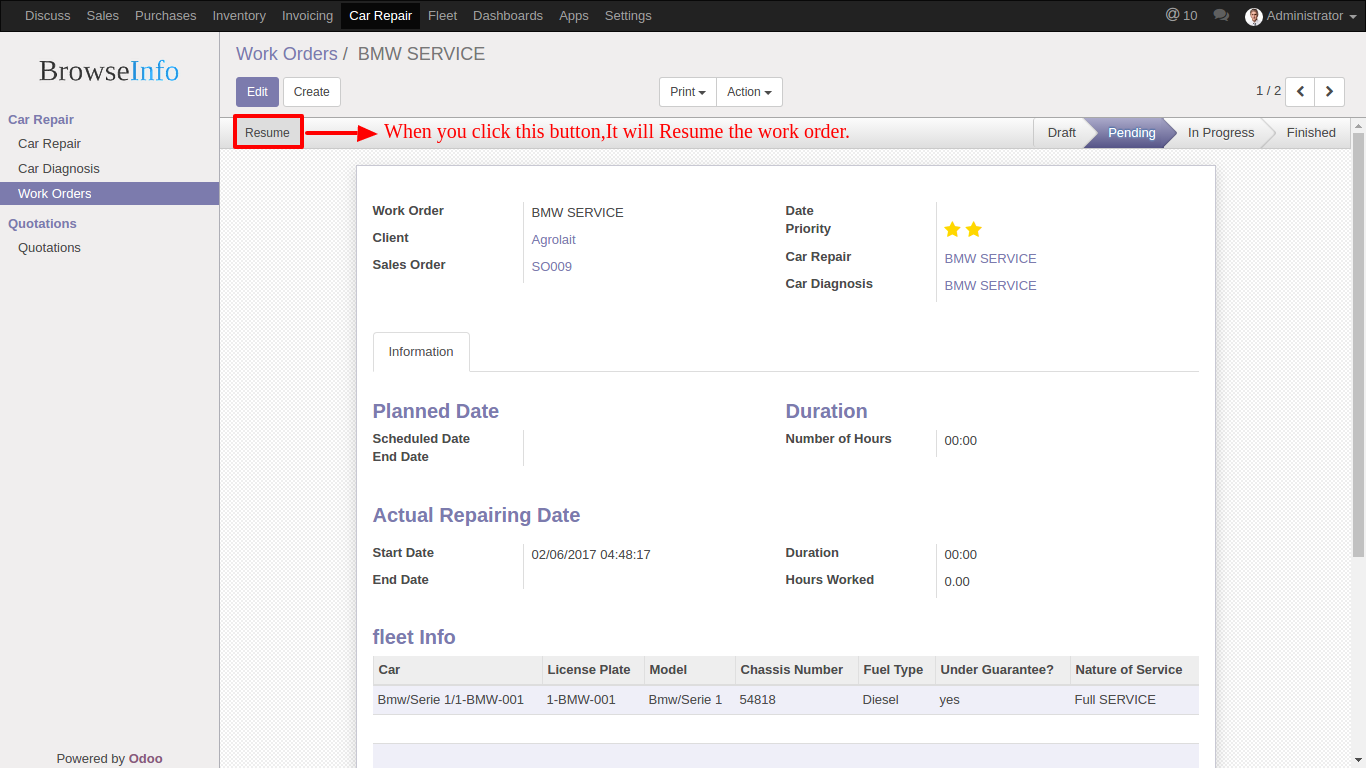 Discuss Sales Purchases Inventory Invoicing Car Repair Fleet Dashboards Apps Settings @ 10 Administrator
BrowseInfo
Work Orders / BMW SERVICE
Edit Create Print Action 1 / 2
Car Repair
Car Repair
Car Diagnosis
Work Orders
Quotations
Quotations
Powered by Odoo
Resume When you click this button,It will Resume the work order. Draft Pending In Progress Finished
Work Order BMW SERVICE
Client Agrolait
Sales Order SO009
Date
Priority
Car Repair BMW SERVICE
Car Diagnosis BMW SERVICE
Information
Planned Date
Scheduled Date
End Date
Duration
Number of Hours 00:00
Actual Repairing Date
Start Date 02/06/2017 04:48:17
End Date
Duration 00:00
Hours Worked 0.00
fleet Info
Car License Plate Model Chassis Number Fuel Type Under Guarantee? Nature of Service
Bmw/Serie 1/1-BMW-001 1-BMW-001 Bmw/Serie 1 54818 Diesel yes Full SERVICE